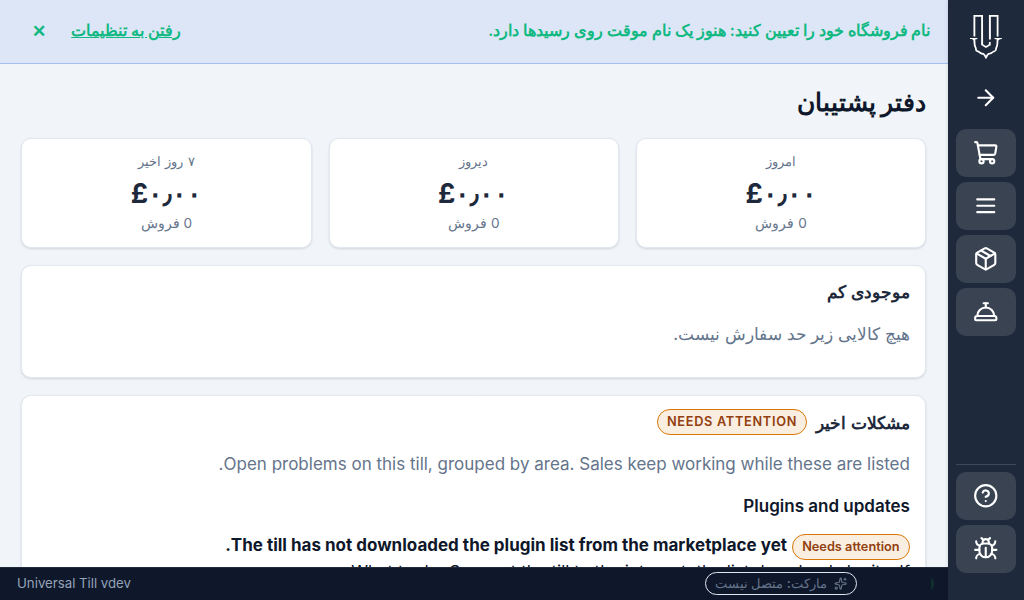 نام فروشگاه خود را تعیین کنید: هنوز یک نام موقت روی رسیدها دارد.
رفتن به تنظیمات
دفتر پشتیبان
امروز
£۰٫۰۰
0 فروش
دیروز
£۰٫۰۰
0 فروش
۷ روز اخیر
£۰٫۰۰
0 فروش
موجودی کم
هیچ کالایی زیر حد سفارش نیست.
مشکلات اخیر NEEDS ATTENTION
Open problems on this till, grouped by area. Sales keep working while these are listed.
Plugins and updates
Needs attention The till has not downloaded the plugin list from the marketplace yet.
مارکت: متصل نیست
Universal Till vdev